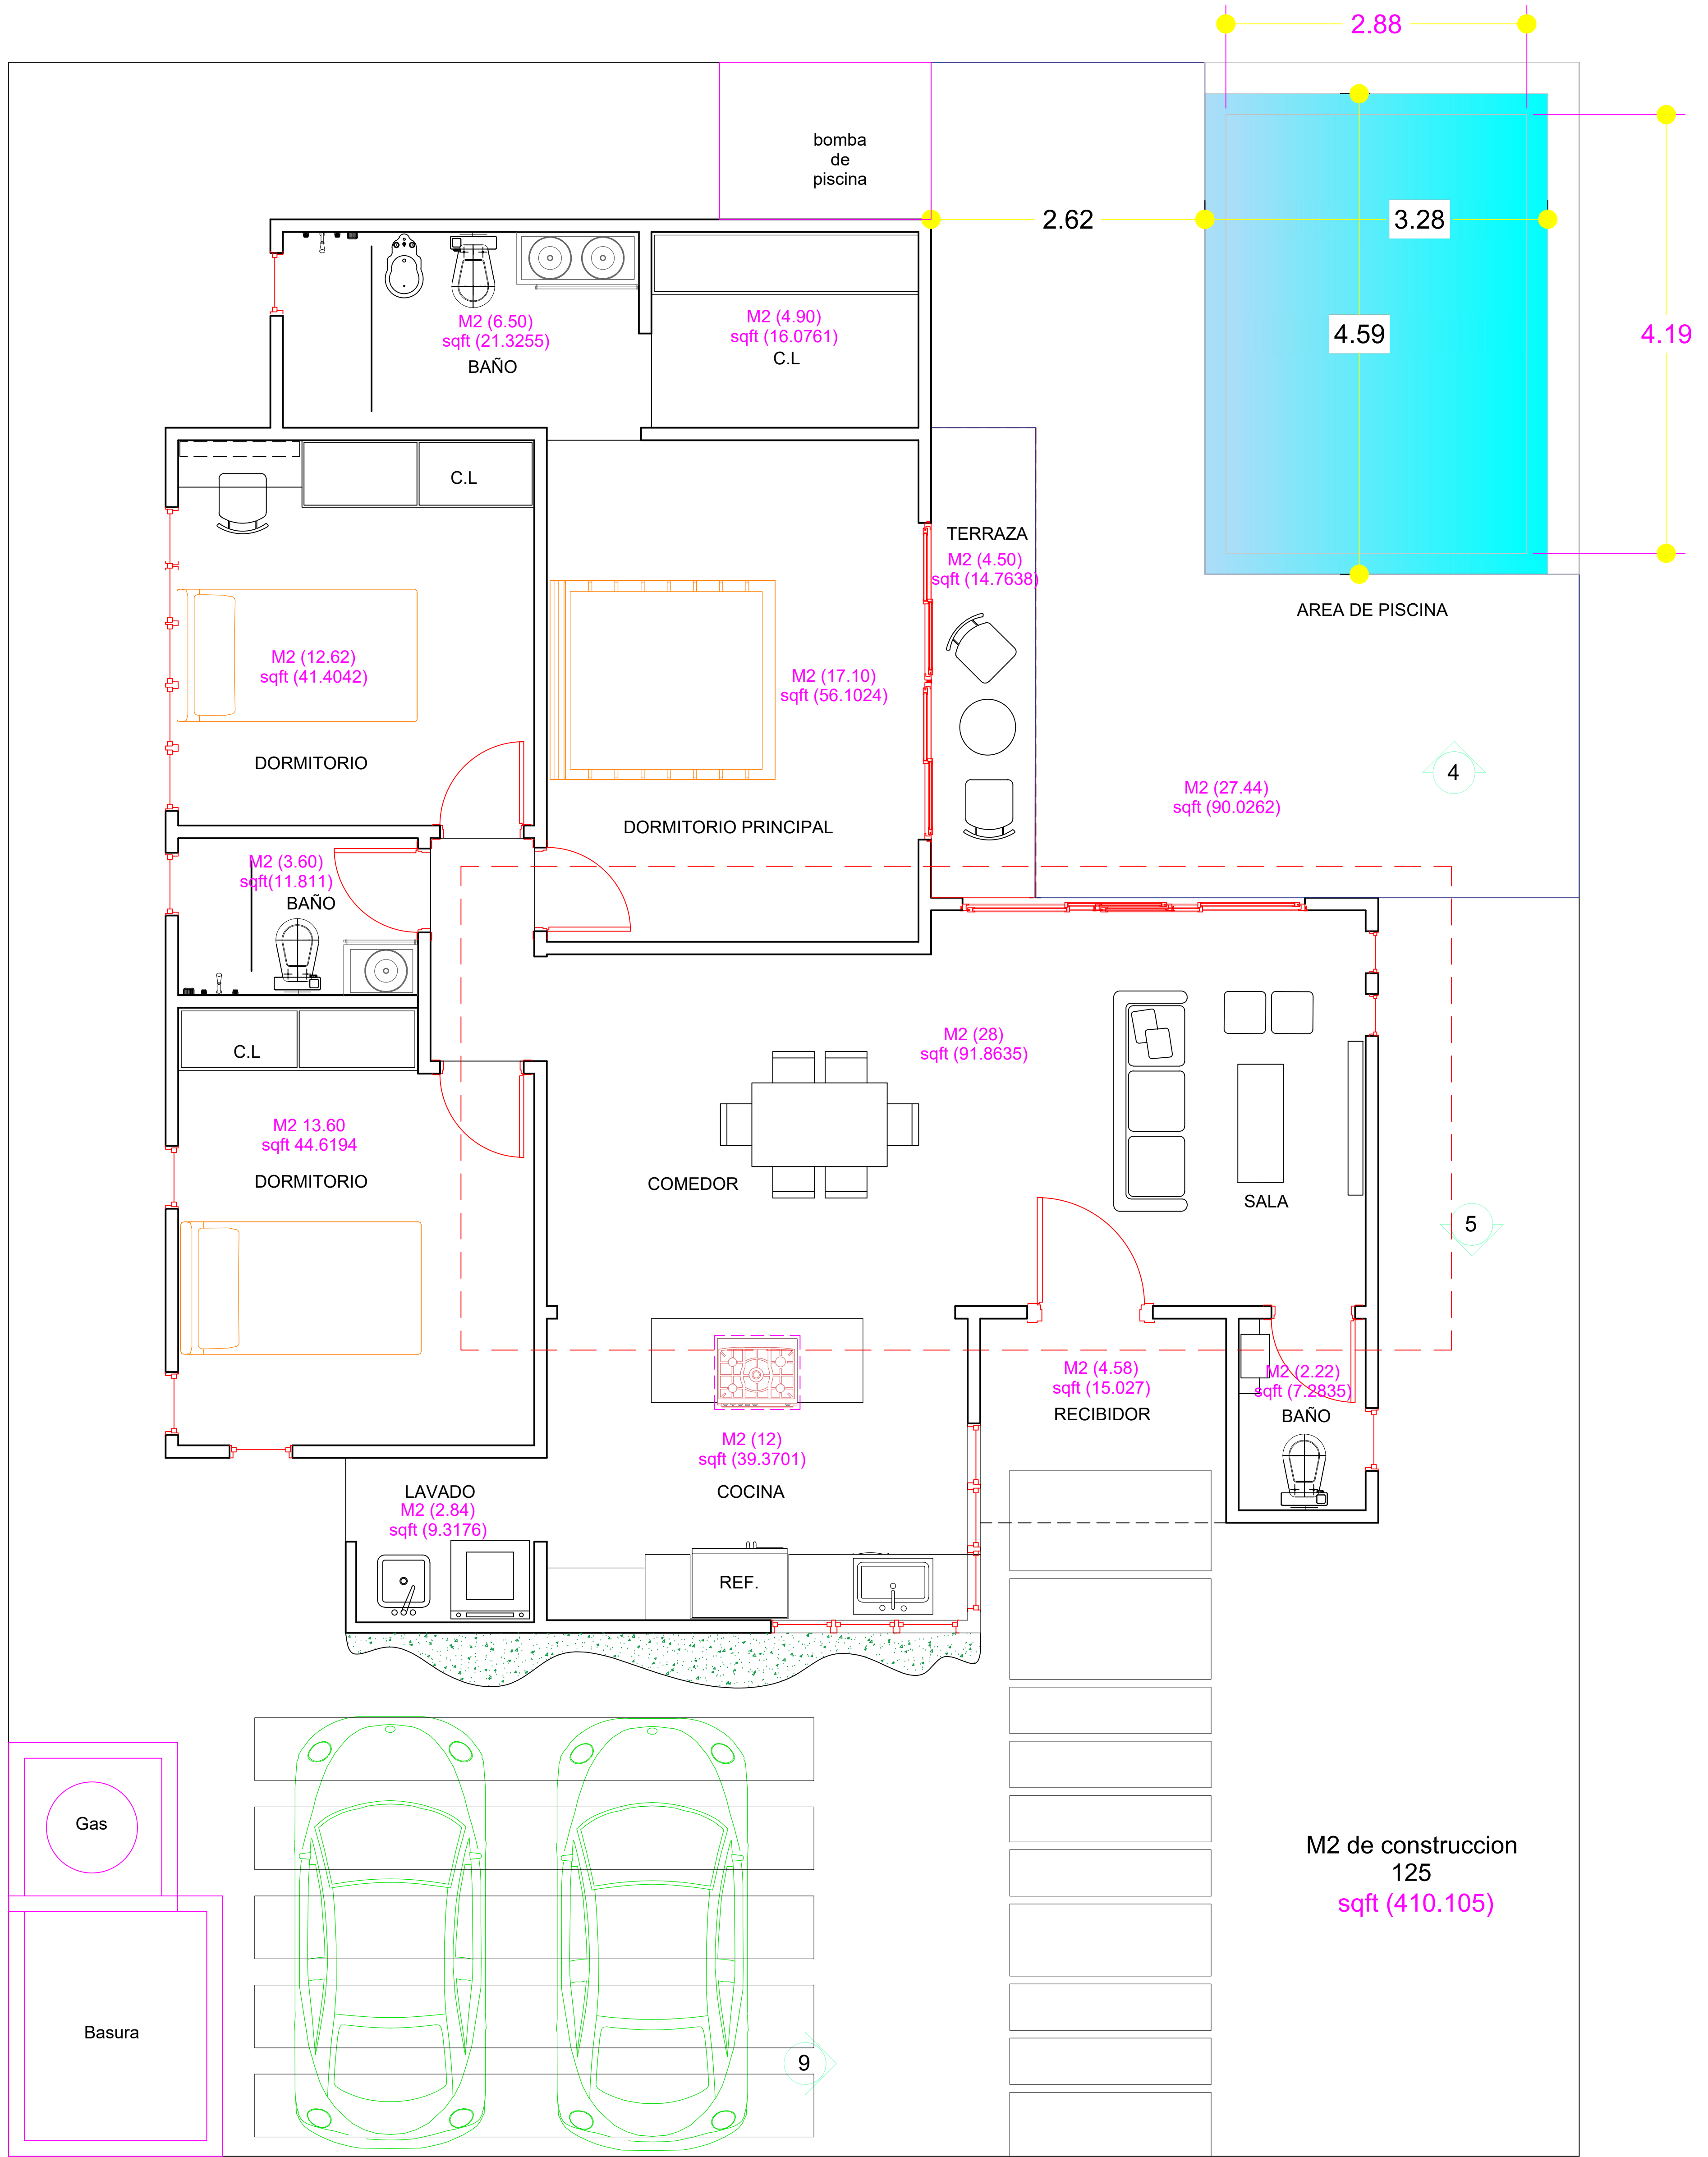 2.88
bomba
de
piscina
2.62
3.28
4.59
4.19
M2 (6.50)
sqft (21.3255)
BAÑO
M2 (4.90)
sqft (16.0761)
C.L
C.L
TERRAZA
M2 (4.50)
sqft (14.7638)
AREA DE PISCINA
M2 (12.62)
sqft (41.4042)
DORMITORIO
M2 (17.10)
sqft (56.1024)
DORMITORIO PRINCIPAL
M2 (27.44)
sqft (90.0262)
4
M2 (3.60)
sqft(11.811)
BAÑO
C.L
M2 (28)
sqft (91.8635)
M2 13.60
sqft 44.6194
DORMITORIO
COMEDOR
SALA
5
M2 (4.58)
sqft (15.027)
RECIBIDOR
M2 (2.22)
sqft (7.2835)
BAÑO
M2 (12)
sqft (39.3701)
COCINA
LAVADO
M2 (2.84)
sqft (9.3176)
REF.
Gas
M2 de construccion
125
sqft (410.105)
Basura
9